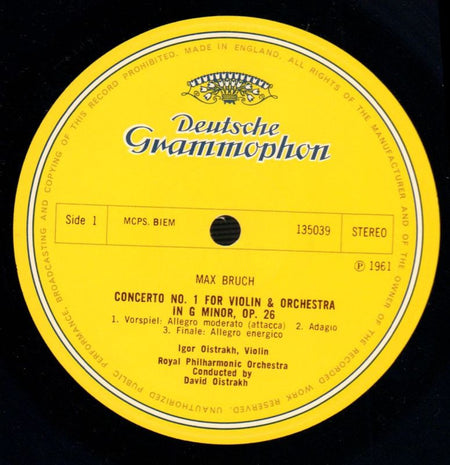 MADE IN ENGLAND. ALL RIGHTS OF THE MANUFACTURER AND OF THE OWNER OF THE RECORDED WORK RESERVED. UNAUTHORIZED PUBLIC PERFORMANCE, BROADCASTING AND COPYING OF THIS RECORD PROHIBITED.
Deutsche
Grammophon
Side 1 MCPS. BIEM 135039 STEREO
Ⓟ 1961
MAX BRUCH
CONCERTO NO. 1 FOR VIOLIN & ORCHESTRA
IN G MINOR, OP. 26
1. Vorspiel: Allegro moderato (attacca) 2. Adagio
3. Finale: Allegro energico
Igor Oistrakh, Violin
Royal Philharmonic Orchestra
Conducted by
David Oistrakh